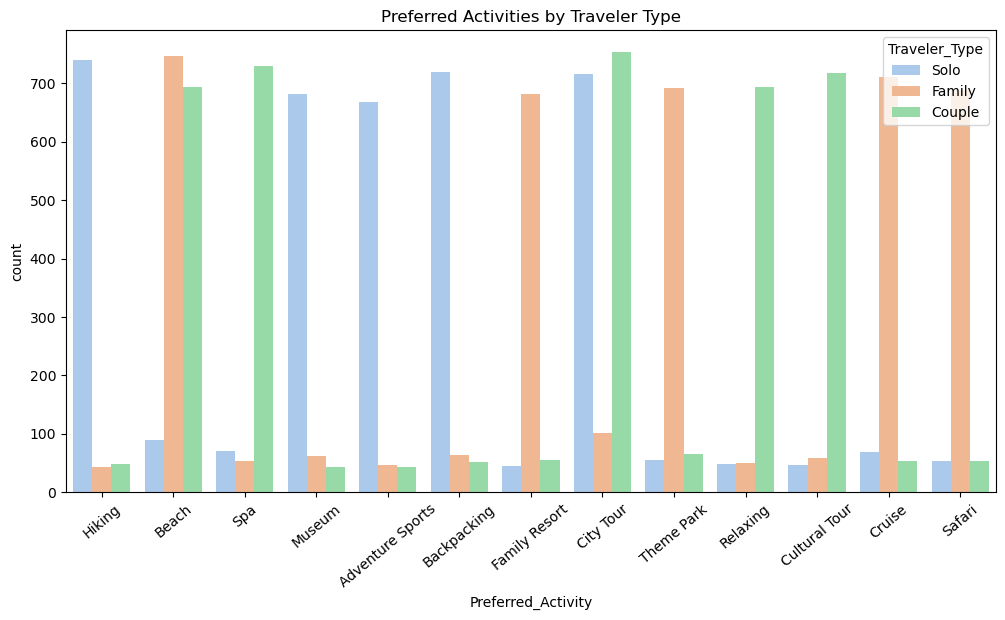 Preferred Activities by Traveler Type
Traveler_Type
Solo
Family
Couple
count
700
600
500
400
300
200
100
0
Hiking
Beach
Spa
Museum
Adventure Sports
Backpacking
Family Resort
City Tour
Theme Park
Relaxing
Cultural Tour
Cruise
Safari
Preferred_Activity